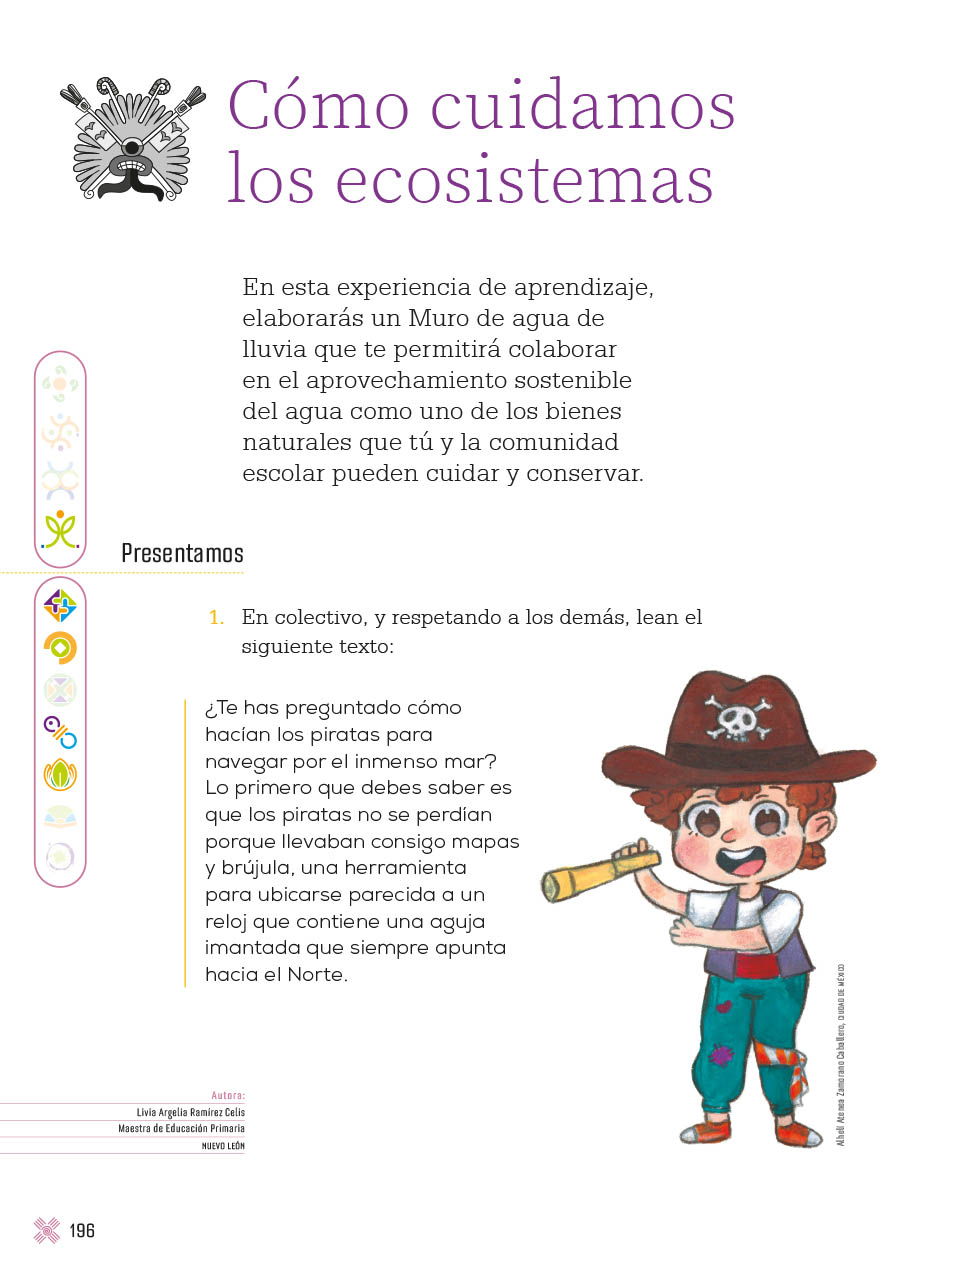 Cómo cuidamos
los ecosistemas
En esta experiencia de aprendizaje,
elaborarás un Muro de agua de
lluvia que te permitirá colaborar
en el aprovechamiento sostenible
del agua como uno de los bienes
naturales que tú y la comunidad
escolar pueden cuidar y conservar.
Presentamos
1. En colectivo, y respetando a los demás, lean el
siguiente texto:
¿Te has preguntado cómo
hacían los piratas para
navegar por el inmenso mar?
Lo primero que debes saber es
que los piratas no se perdían
porque llevaban consigo mapas
y brújula, una herramienta
para ubicarse parecida a un
reloj que contiene una aguja
imantada que siempre apunta
hacia el Norte.
Alhelí Atenea Zamorano Caballero, CIUDAD DE MÉXICO
Autora:
Livia Argelia Ramírez Celis
Maestra de Educación Primaria
NUEVO LEÓN
196